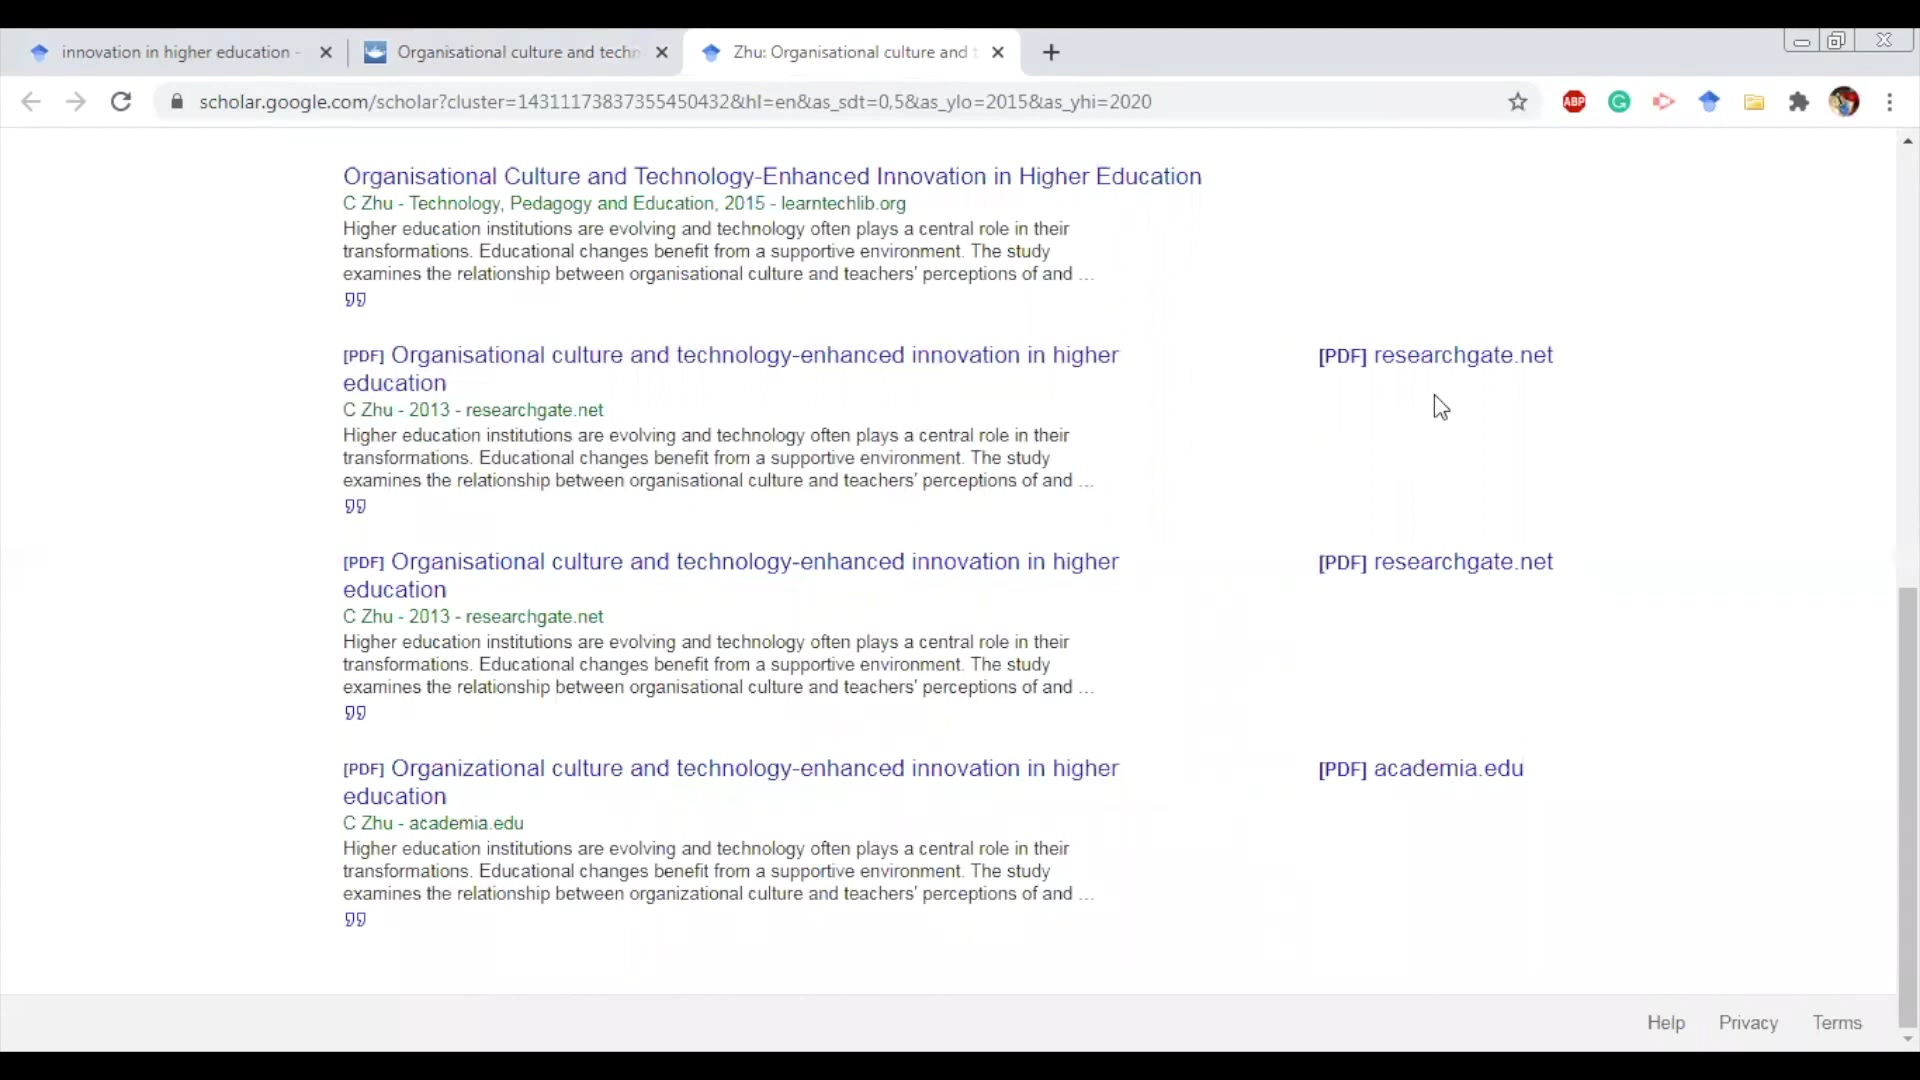 innovation in higher education -
Organisational culture and techn
Zhu: Organisational culture and t
scholar.google.com/scholar?cluster=14311173837355450432&hl=en&as_sdt=0,5&as_ylo=2015&as_yhi=2020
ABP
Organisational Culture and Technology-Enhanced Innovation in Higher Education
C Zhu - Technology, Pedagogy and Education, 2015 - learntechlib.org
Higher education institutions are evolving and technology often plays a central role in their
transformations. Educational changes benefit from a supportive environment. The study
examines the relationship between organisational culture and teachers' perceptions of and ...
[PDF] Organisational culture and technology-enhanced innovation in higher
education
[PDF] researchgate.net
C Zhu - 2013 - researchgate.net
Higher education institutions are evolving and technology often plays a central role in their
transformations. Educational changes benefit from a supportive environment. The study
examines the relationship between organisational culture and teachers' perceptions of and ...
[PDF] Organisational culture and technology-enhanced innovation in higher
education
[PDF] researchgate.net
C Zhu - 2013 - researchgate.net
Higher education institutions are evolving and technology often plays a central role in their
transformations. Educational changes benefit from a supportive environment. The study
examines the relationship between organisational culture and teachers' perceptions of and ...
[PDF] Organizational culture and technology-enhanced innovation in higher
education
[PDF] academia.edu
C Zhu - academia.edu
Higher education institutions are evolving and technology often plays a central role in their
transformations. Educational changes benefit from a supportive environment. The study
examines the relationship between organizational culture and teachers' perceptions of and ...
Help Privacy Terms